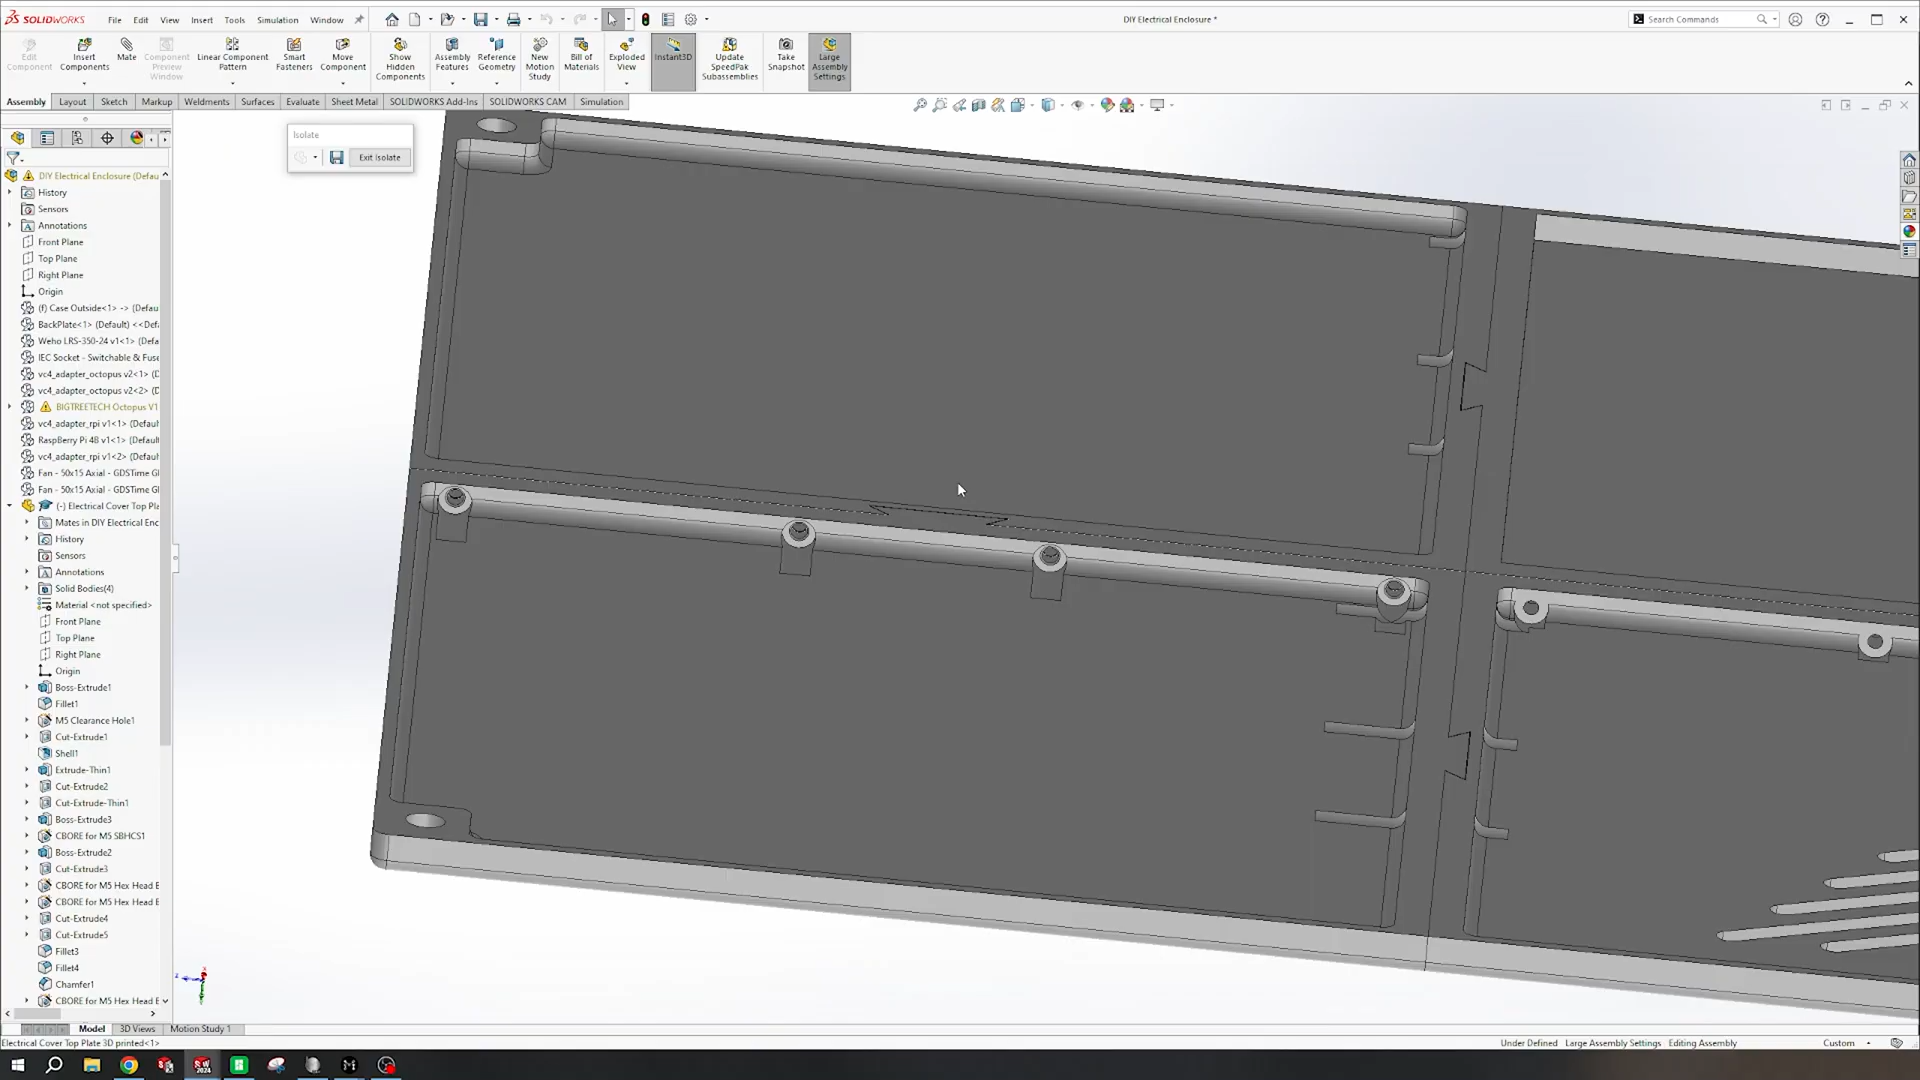 SOLIDWORKS
File
Edit
View
Insert
Tools
Simulation
Window
DIY Electrical Enclosure *
Search Commands
Edit Component
Insert Components
Mate
Component Preview Window
Linear Component Pattern
Smart Fasteners
Move Component
Show Hidden Components
Assembly Features
Reference Geometry
New Motion Study
Bill of Materials
Exploded View
Instant3D
Update SpeedPak Subassemblies
Take Snapshot
Large Assembly Settings
Assembly
Layout
Sketch
Markup
Weldments
Surfaces
Evaluate
Sheet Metal
SOLIDWORKS Add-Ins
SOLIDWORKS CAM
Simulation
Isolate
Exit Isolate
DIY Electrical Enclosure (Defau
History
Sensors
Annotations
Front Plane
Top Plane
Right Plane
Origin
(f) Case Outside<1> -> (Defau
BackPlate<1> (Default) <<Def
Weho LRS-350-24 v1<1> (Defau
IEC Socket - Switchable & Fuse
vc4_adapter_octopus v2<1> (D
vc4_adapter_octopus v2<2> (D
BIGTREETECH Octopus V1
vc4_adapter_rpi v1<1> (Default
RaspBerry Pi 4B v1<1> (Default
vc4_adapter_rpi v1<2> (Default
Fan - 50x15 Axial - GDSTime Gl
Fan - 50x15 Axial - GDSTime Gl
(-) Electrical Cover Top Pla
Mates in DIY Electrical Enc
History
Sensors
Annotations
Solid Bodies(4)
Material <not specified>
Front Plane
Top Plane
Right Plane
Origin
Boss-Extrude1
Fillet1
M5 Clearance Hole1
Cut-Extrude1
Shell1
Extrude-Thin1
Cut-Extrude2
Cut-Extrude-Thin1
Boss-Extrude3
CBORE for M5 SBHCS1
Boss-Extrude2
Cut-Extrude3
CBORE for M5 Hex Head B
CBORE for M5 Hex Head B
Cut-Extrude4
Cut-Extrude5
Fillet3
Fillet4
Chamfer1
CBORE for M5 Hex Head B
Model
3D Views
Motion Study 1
Electrical Cover Top Plate 3D printed<1>
Under Defined
Large Assembly Settings
Editing Assembly
Custom